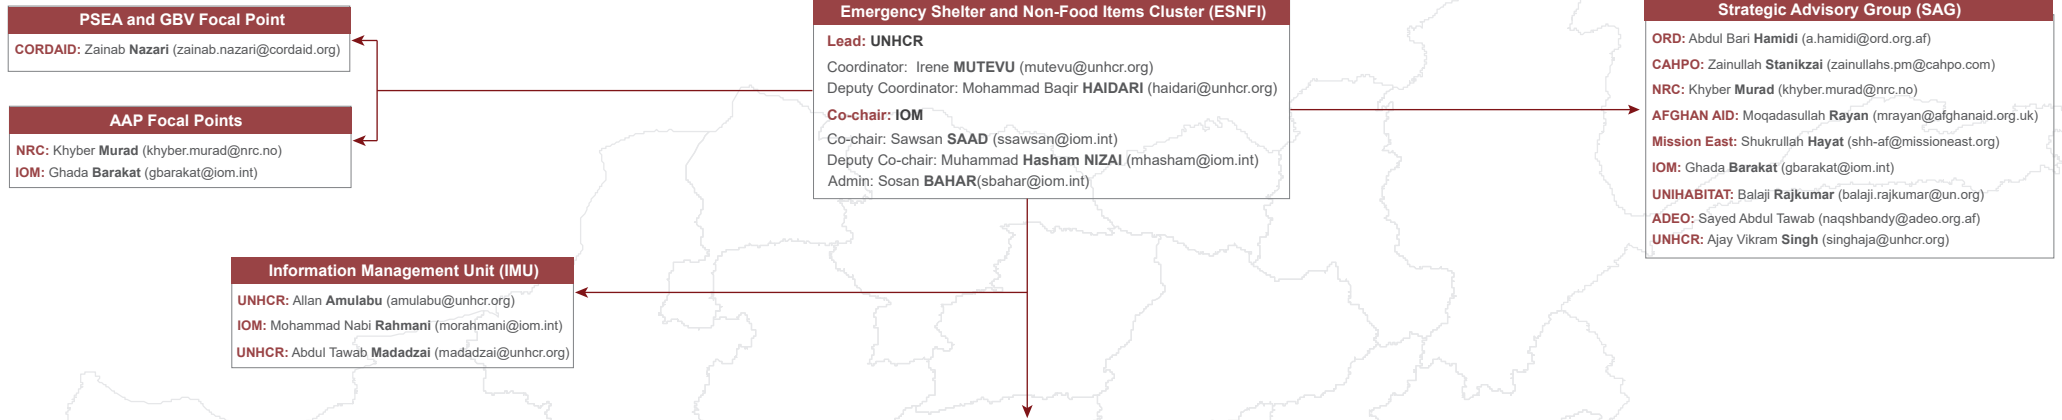 PSEA and GBV Focal Point
CORDAID: Zainab Nazari (zainab.nazari@cordaid.org)
AAP Focal Points
NRC: Khyber Murad (khyber.murad@nrc.no)
IOM: Ghada Barakat (gbarakat@iom.int)
Emergency Shelter and Non-Food Items Cluster (ESNFI)
Lead: UNHCR
Coordinator: Irene MUTEVU (mutevu@unhcr.org)
Deputy Coordinator: Mohammad Baqir HAIDARI (haidari@unhcr.org)
Co-chair: IOM
Co-chair: Sawsan SAAD (ssawsan@iom.int)
Deputy Co-chair: Muhammad Hasham NIZAI (mhasham@iom.int)
Admin: Sosan BAHAR(sbahar@iom.int)
Strategic Advisory Group (SAG)
ORD: Abdul Bari Hamidi (a.hamidi@ord.org.af)
CAHPO: Zainullah Stanikzai (zainullahs.pm@cahpo.com)
NRC: Khyber Murad (khyber.murad@nrc.no)
AFGHAN AID: Moqadasullah Rayan (mrayan@afghanaid.org.uk)
Mission East: Shukrullah Hayat (shh-af@missioneast.org)
IOM: Ghada Barakat (gbarakat@iom.int)
UNIHABITAT: Balaji Rajkumar (balaji.rajkumar@un.org)
ADEO: Sayed Abdul Tawab (naqshbandy@adeo.org.af)
UNHCR: Ajay Vikram Singh (singhaja@unhcr.org)
Information Management Unit (IMU)
UNHCR: Allan Amulabu (amulabu@unhcr.org)
IOM: Mohammad Nabi Rahmani (morahmani@iom.int)
UNHCR: Abdul Tawab Madadzai (madadzai@unhcr.org)